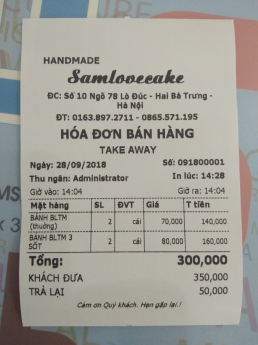 HANDMADE
Samlovecake
ĐC: Số 10 Ngõ 78 Lò Đúc - Hai Bà Trưng -
Hà Nội
ĐT: 0163.897.2711 - 0865.571.195
HÓA ĐƠN BÁN HÀNG
TAKE AWAY
Ngày: 28/09/2018 Số: 091800001
Thu ngân: Administrator In lúc: 14:28
Giờ vào: 14:04 Giờ ra: 14:04
Mặt hàng SL ĐVT Giá T tiền
BÁNH BLTM (thường) 2 cái 70,000 140,000
BÁNH BLTM 3 SỐT 2 cái 80,000 160,000
Tổng: 300,000
KHÁCH ĐƯA 350,000
TRẢ LẠI 50,000
Cảm ơn Quý khách. Hẹn gặp lại!